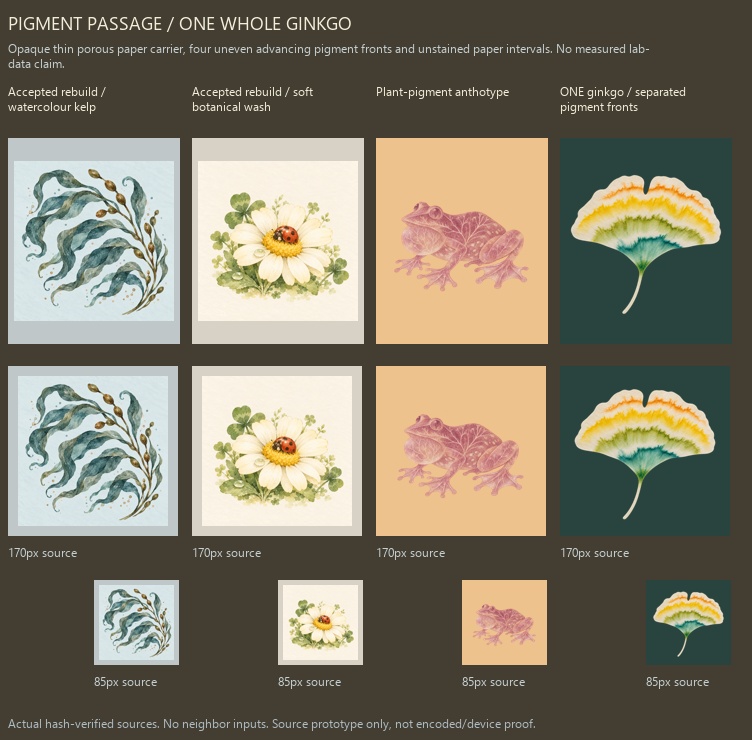 PIGMENT PASSAGE / ONE WHOLE GINKGO
Opaque thin porous paper carrier, four uneven advancing pigment fronts and unstained paper intervals. No measured lab-
data claim.
Accepted rebuild /
watercolour kelp
Accepted rebuild / soft
botanical wash
Plant-pigment anthotype
ONE ginkgo / separated
pigment fronts
170px source
170px source
170px source
170px source
85px source
85px source
85px source
85px source
Actual hash-verified sources. No neighbor inputs. Source prototype only, not encoded/device proof.